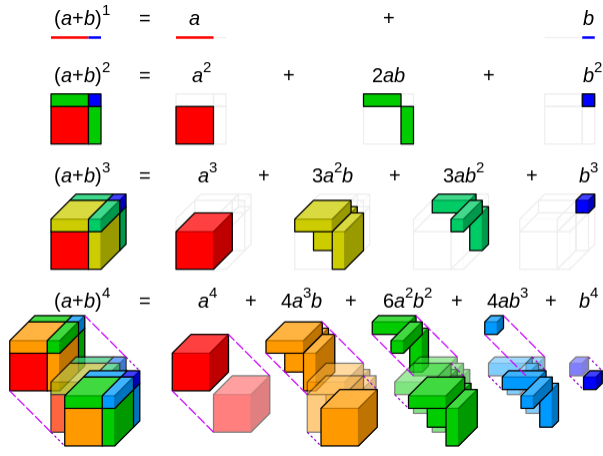 (a+b)¹ = a + b
(a+b)² = a² + 2ab + b²
(a+b)³ = a³ + 3a²b + 3ab² + b³
(a+b)⁴ = a⁴ + 4a³b + 6a²b² + 4ab³ + b⁴